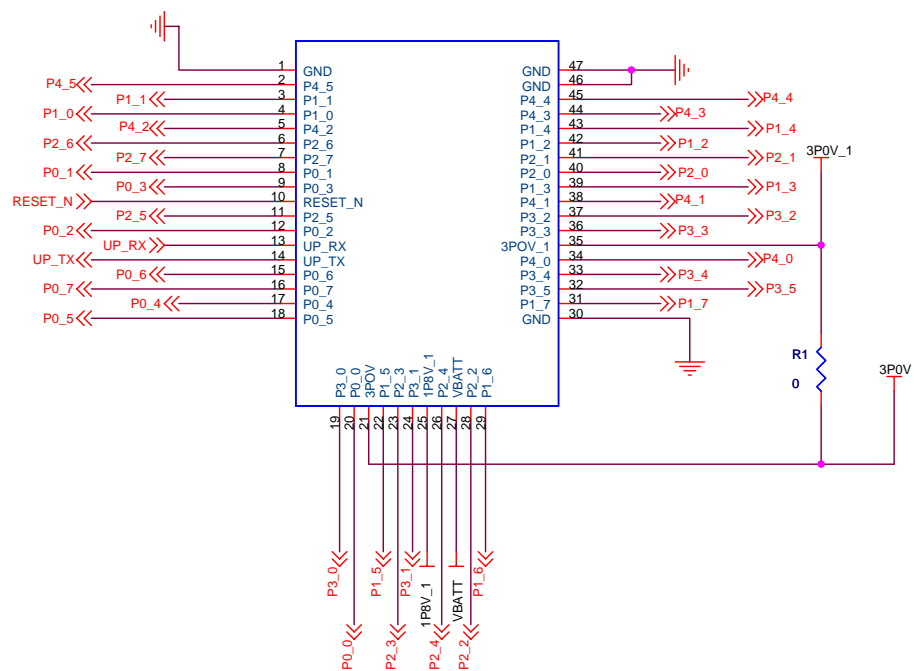 1 GND GND 47
P4_5 2 P4_5 GND 46
P1_1 3 P1_1 P4_4 45 P4_4
P1_0 4 P1_0 P4_3 44 P4_3
P4_2 5 P4_2 P1_4 43 P1_4
P2_6 6 P2_6 P1_2 42 P1_2
P2_7 7 P2_7 P2_1 41 P2_1
3P0V_1
P0_1 8 P0_1 P2_0 40 P2_0
P0_3 9 P0_3 P1_3 39 P1_3
RESET_N 10 RESET_N P4_1 38 P4_1
P2_5 11 P2_5 P3_2 37 P3_2
P0_2 12 P0_2 P3_3 36 P3_3
UP_RX 13 UP_RX 3POV_1 35
UP_TX 14 UP_TX P4_0 34 P4_0
P0_6 15 P0_6 P3_4 33 P3_4
P0_7 16 P0_7 P3_5 32 P3_5
P0_4 17 P0_4 P1_7 31 P1_7
P0_5 18 P0_5 GND 30
R1
0
3P0V
P3_0 P0_0 3POV P1_5 P2_3 P3_1 1P8V_1 P2_4 VBATT P2_2 P1_6
19 20 21 22 23 24 25 26 27 28 29
P3_0 P1_5 P3_1 1P8V_1 VBATT P1_6
P0_0 P2_3 P2_4 P2_2